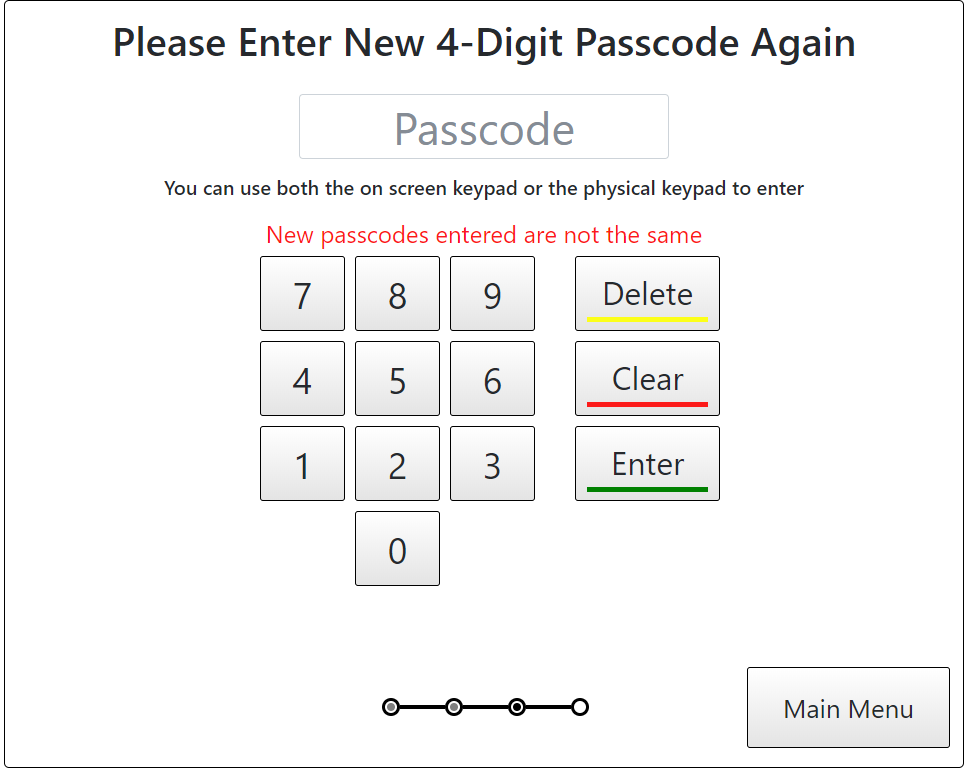 Please Enter New 4-Digit Passcode Again
Passcode
You can use both the on screen keypad or the physical keypad to enter
New passcodes entered are not the same
7 8 9 Delete
4 5 6 Clear
1 2 3 Enter
0
Main Menu